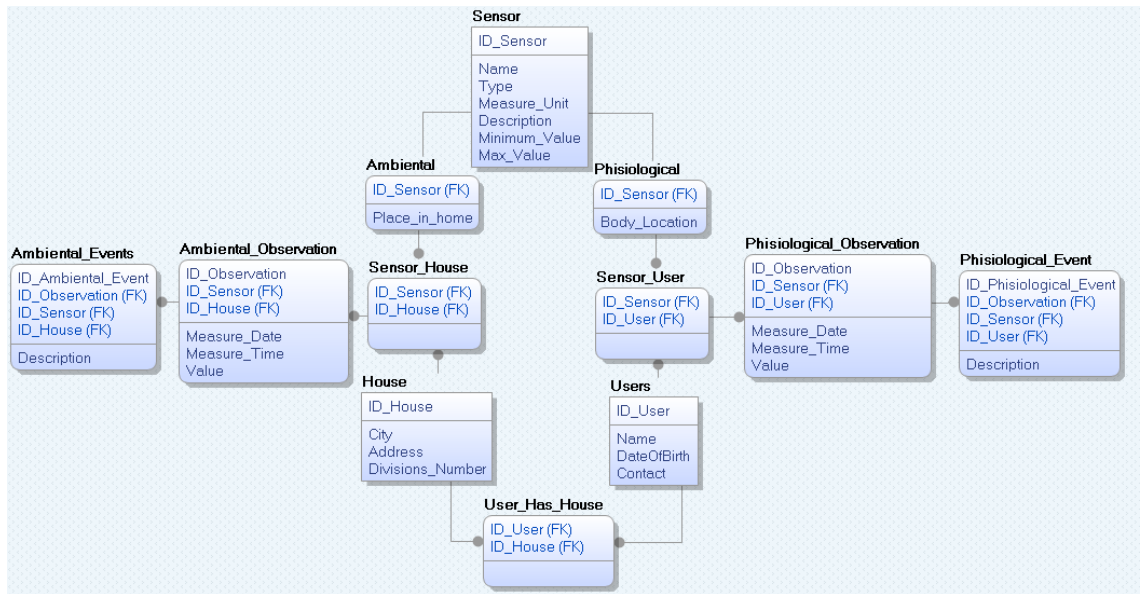 Sensor
ID_Sensor
Name
Type
Measure_Unit
Description
Minimum_Value
Max_Value
Ambiental
ID_Sensor (FK)
Place_in_home
Phisiological
ID_Sensor (FK)
Body_Location
Ambiental_Events
ID_Ambiental_Event
ID_Observation (FK)
ID_Sensor (FK)
ID_House (FK)
Description
Ambiental_Observation
ID_Observation
ID_Sensor (FK)
ID_House (FK)
Measure_Date
Measure_Time
Value
Sensor_House
ID_Sensor (FK)
ID_House (FK)
Sensor_User
ID_Sensor (FK)
ID_User (FK)
Phisiological_Observation
ID_Observation
ID_Sensor (FK)
ID_User (FK)
Measure_Date
Measure_Time
Value
Phisiological_Event
ID_Phisiological_Event
ID_Observation (FK)
ID_Sensor (FK)
ID_User (FK)
Description
House
ID_House
City
Address
Divisions_Number
Users
ID_User
Name
DateOfBirth
Contact
User_Has_House
ID_User (FK)
ID_House (FK)